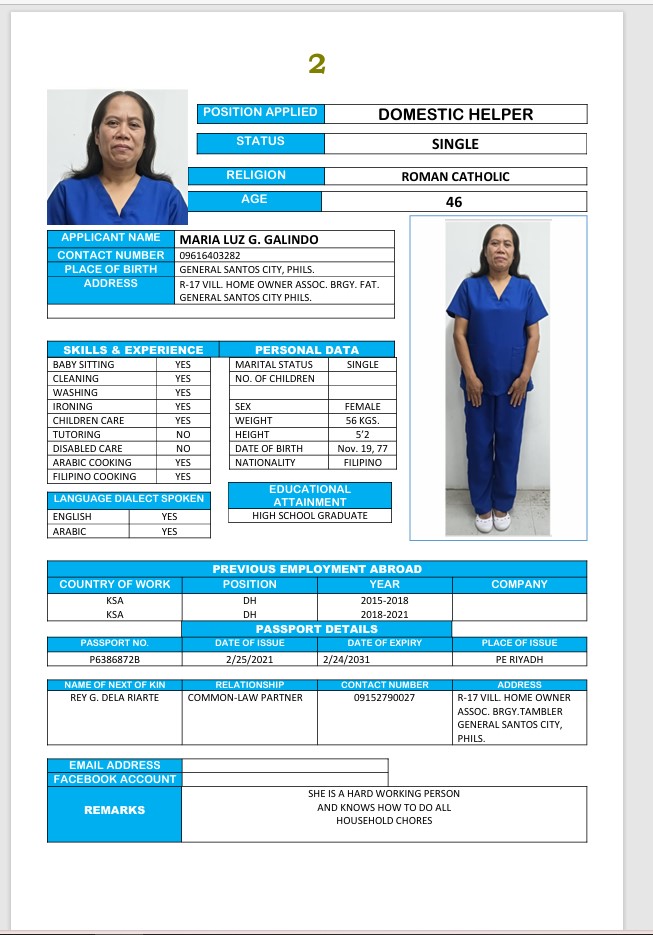 2
POSITION APPLIED DOMESTIC HELPER
STATUS SINGLE
RELIGION ROMAN CATHOLIC
AGE 46
APPLICANT NAME MARIA LUZ G. GALINDO
CONTACT NUMBER 09616403282
PLACE OF BIRTH GENERAL SANTOS CITY, PHILS.
ADDRESS R-17 VILL. HOME OWNER ASSOC. BRGY. FAT.
GENERAL SANTOS CITY PHILS.
SKILLS & EXPERIENCE PERSONAL DATA
BABY SITTING YES MARITAL STATUS SINGLE
CLEANING YES NO. OF CHILDREN
WASHING YES
IRONING YES SEX FEMALE
CHILDREN CARE YES WEIGHT 56 KGS.
TUTORING NO HEIGHT 5'2
DISABLED CARE NO DATE OF BIRTH Nov. 19, 77
ARABIC COOKING YES NATIONALITY FILIPINO
FILIPINO COOKING YES
LANGUAGE DIALECT SPOKEN
ENGLISH YES
ARABIC YES
EDUCATIONAL
ATTAINMENT
HIGH SCHOOL GRADUATE
PREVIOUS EMPLOYMENT ABROAD
COUNTRY OF WORK POSITION YEAR COMPANY
KSA DH 2015-2018
KSA DH 2018-2021
PASSPORT DETAILS
PASSPORT NO. DATE OF ISSUE DATE OF EXPIRY PLACE OF ISSUE
P6386872B 2/25/2021 2/24/2031 PE RIYADH
NAME OF NEXT OF KIN RELATIONSHIP CONTACT NUMBER ADDRESS
REY G. DELA RIARTE COMMON-LAW PARTNER 09152790027 R-17 VILL. HOME OWNER
ASSOC. BRGY.TAMBLER
GENERAL SANTOS CITY,
PHILS.
EMAIL ADDRESS
FACEBOOK ACCOUNT
REMARKS
SHE IS A HARD WORKING PERSON
AND KNOWS HOW TO DO ALL
HOUSEHOLD CHORES